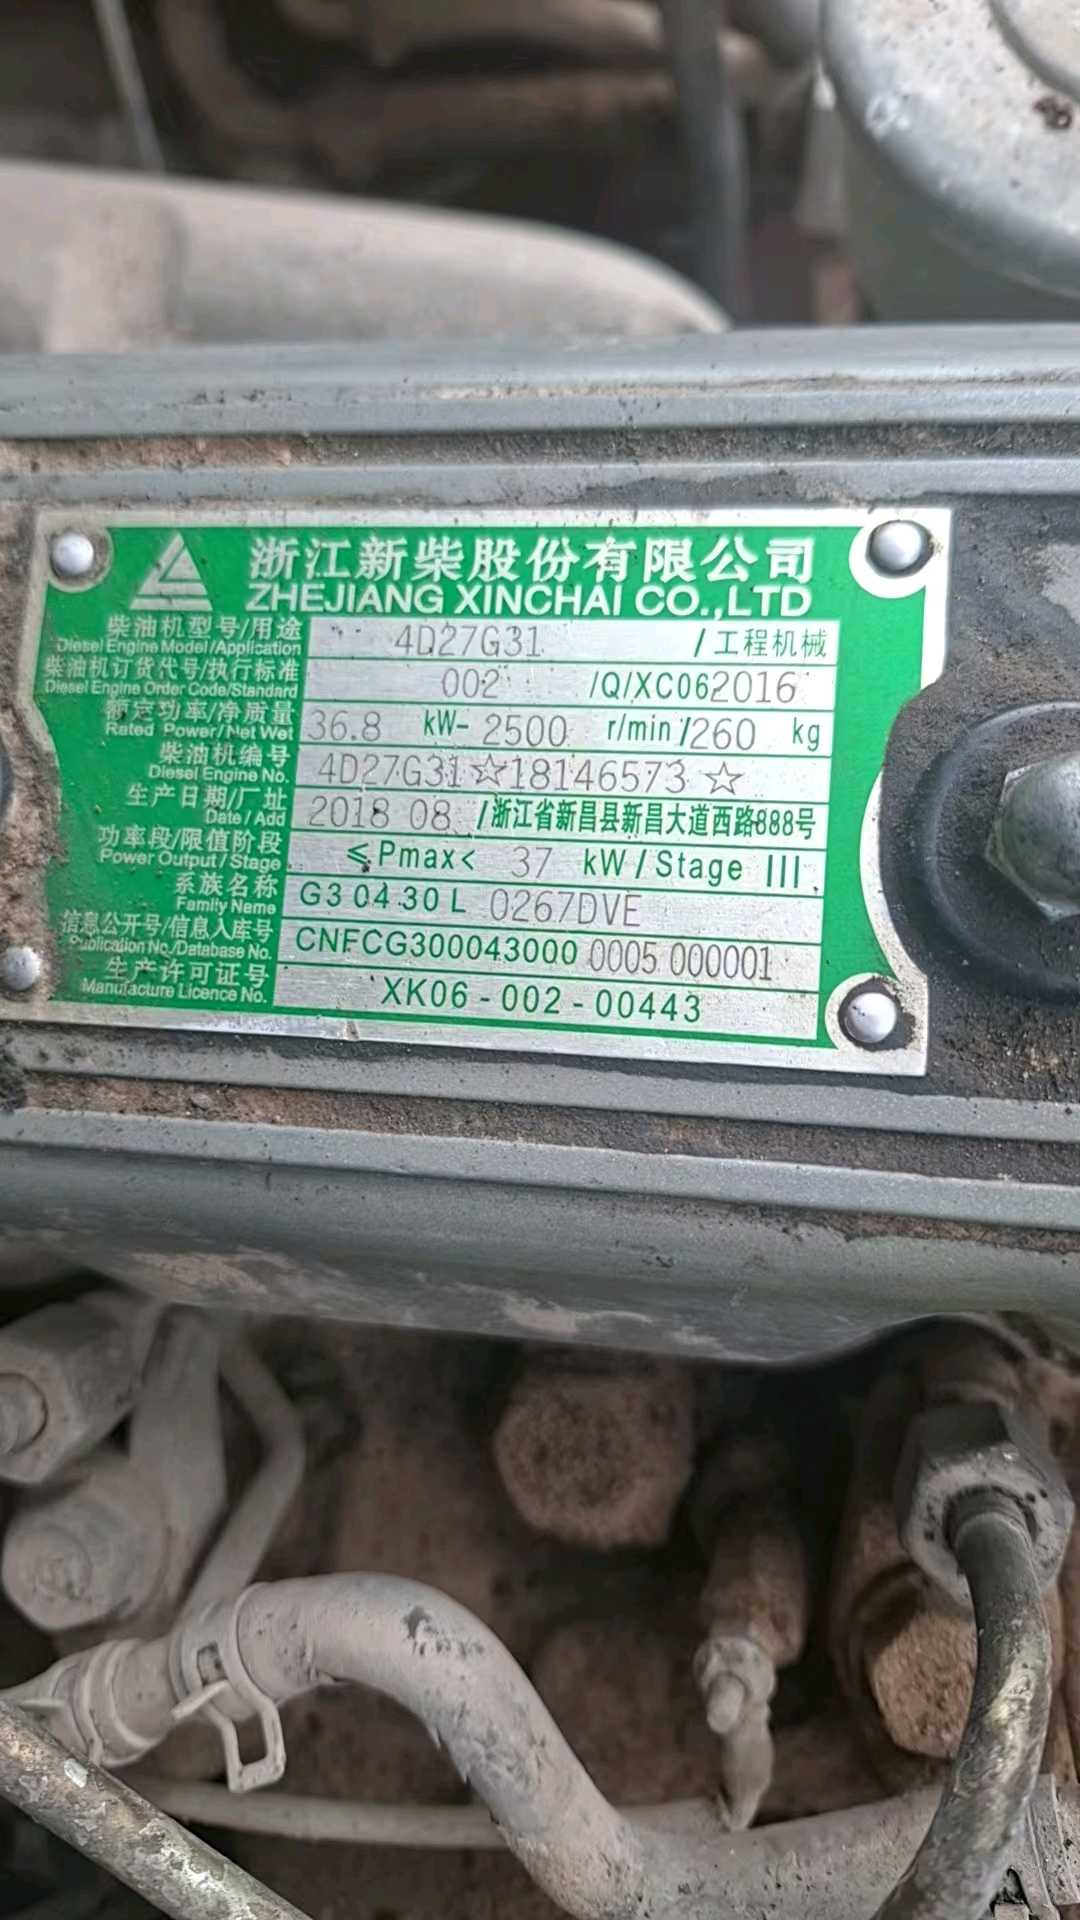 浙江新柴股份有限公司
ZHEJIANG XINCHAI CO.,LTD
柴油机型号/用途 4D27G31 /工程机械
Diesel Engine Model/Application
柴油机订货代号/执行标准 002 /Q/XC062016
Diesel Engine Order Code/Standard
额定功率/净质量 36.8 kW- 2500 r/min/260 kg
Rated Power/Net Wet
柴油机编号 4D27G31☆18146573☆
Diesel Engine No.
生产日期/厂址 2018 08 /浙江省新昌县新昌大道西路888号
Date/Add
功率段/限值阶段 ≤Pmax< 37 kW/Stage III
Power Output/Stage
系族名称 G3 04 30 L 0267DVE
Family Name
信息公开号/信息入库号 CNFCG300043000 0005 000001
Publication No./Database No.
生产许可证号 XK06-002-00443
Manufacture Licence No.